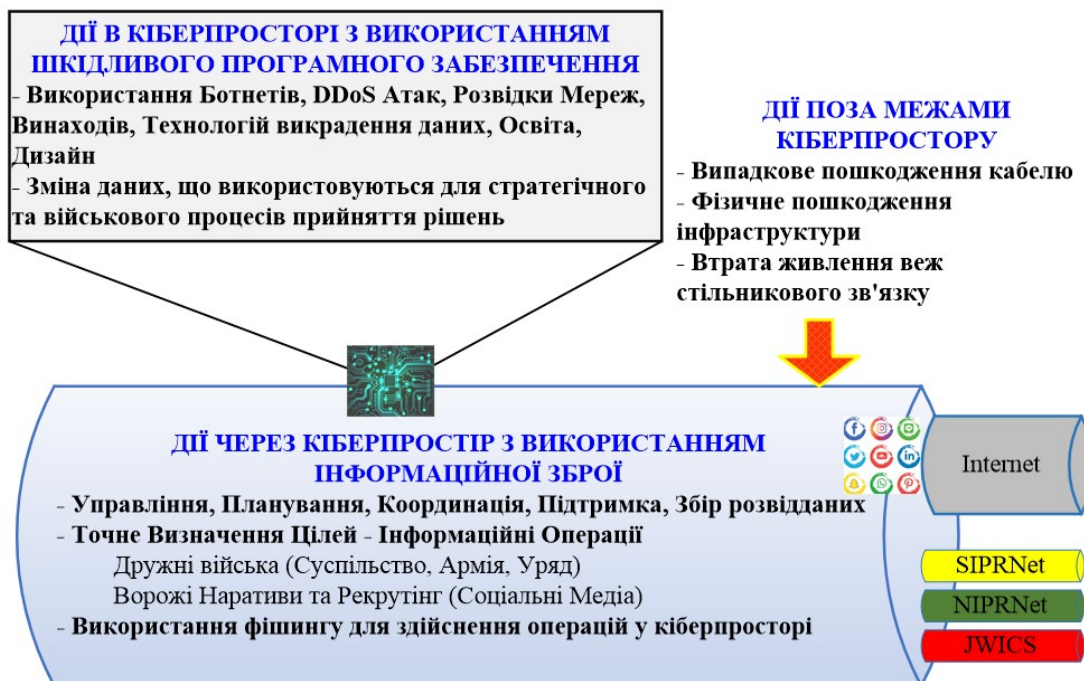 ДІЇ В КІБЕРПРОСТОРІ З ВИКОРИСТАННЯМ
ШКІДЛИВОГО ПРОГРАМНОГО ЗАБЕЗПЕЧЕННЯ
- Використання Ботнетів, DDoS Атак, Розвідки Мереж,
Винаходів, Технологій викрадення даних, Освіта,
Дизайн
- Зміна даних, що використовуються для стратегічного
та військового процесів прийняття рішень
ДІЇ ПОЗА МЕЖАМИ
КІБЕРПРОСТОРУ
- Випадкове пошкодження кабелю
- Фізичне пошкодження
інфраструктури
- Втрата живлення веж
стільникового зв'язку
ДІЇ ЧЕРЕЗ КІБЕРПРОСТІР З ВИКОРИСТАННЯМ
ІНФОРМАЦІЙНОЇ ЗБРОЇ
- Управління, Планування, Координація, Підтримка, Збір розвідданих
- Точне Визначення Цілей - Інформаційні Операції
Дружні війська (Суспільство, Армія, Уряд)
Ворожі Наративи та Рекрутінг (Соціальні Медіа)
- Використання фішингу для здійснення операцій у кіберпросторі
Internet
SIPRNet
NIPRNet
JWICS